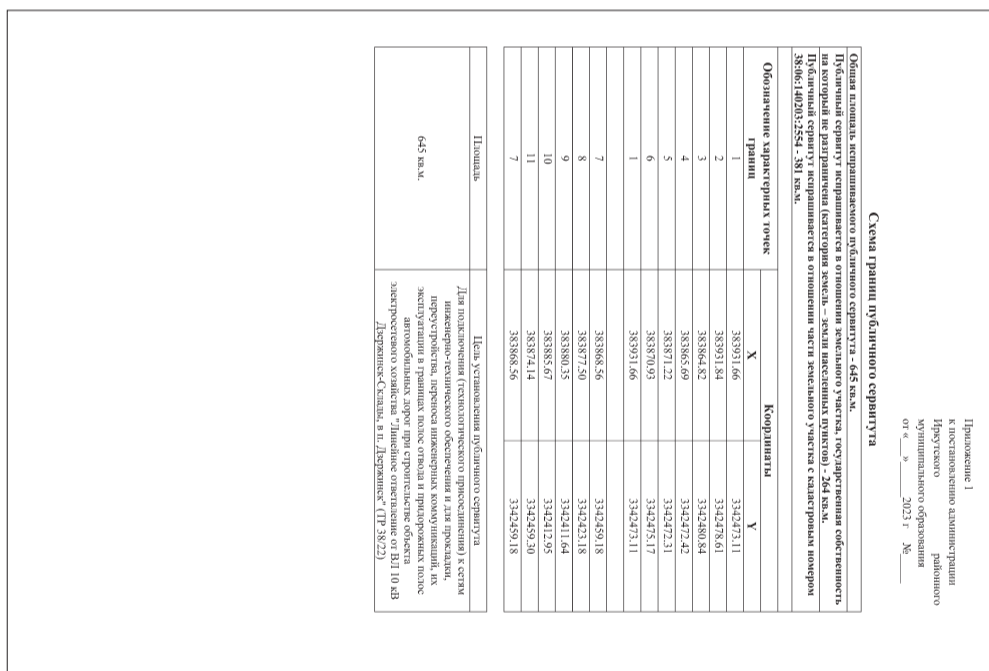 Приложение 1
к постановлению администрации
Иркутского районного
муниципального образования
от «___» ______ 2023 г №______
Схема границ публичного сервитута
Общая площадь испрашиваемого публичного сервитута - 645 кв.м.
Публичный сервитут испрашивается в отношении земельного участка, государственная собственность
на который не разграничена (категория земель – земли населенных пунктов) - 264 кв.м.
Публичный сервитут испрашивается в отношении части земельного участка с кадастровым номером
38:06:140203:2554 - 381 кв.м.
Обозначение характерных точек границ Координаты
X Y
1 383931.66 3342473.11
2 383931.84 3342478.61
3 383864.82 3342480.84
4 383865.69 3342472.42
5 383871.22 3342472.31
6 383870.93 3342475.17
1 383931.66 3342473.11
7 383868.56 3342459.18
8 383877.50 3342423.18
9 383880.35 3342411.64
10 383885.67 3342412.95
11 383874.14 3342459.30
7 383868.56 3342459.18
Площадь Цель установления публичного сервитута
645 кв.м.
Для подключения (технологического присоединения) к сетям
инженерно-технического обеспечения и для прокладки,
переустройства, переноса инженерных коммуникаций, их
эксплуатации в границах полос отвода и придорожных полос
автомобильных дорог при строительстве объекта
электросетевого хозяйства "Линейное ответвление от ВЛ 10 кВ
Дзержинск-Склады, в п. Дзержинск" (ТР 38/22)